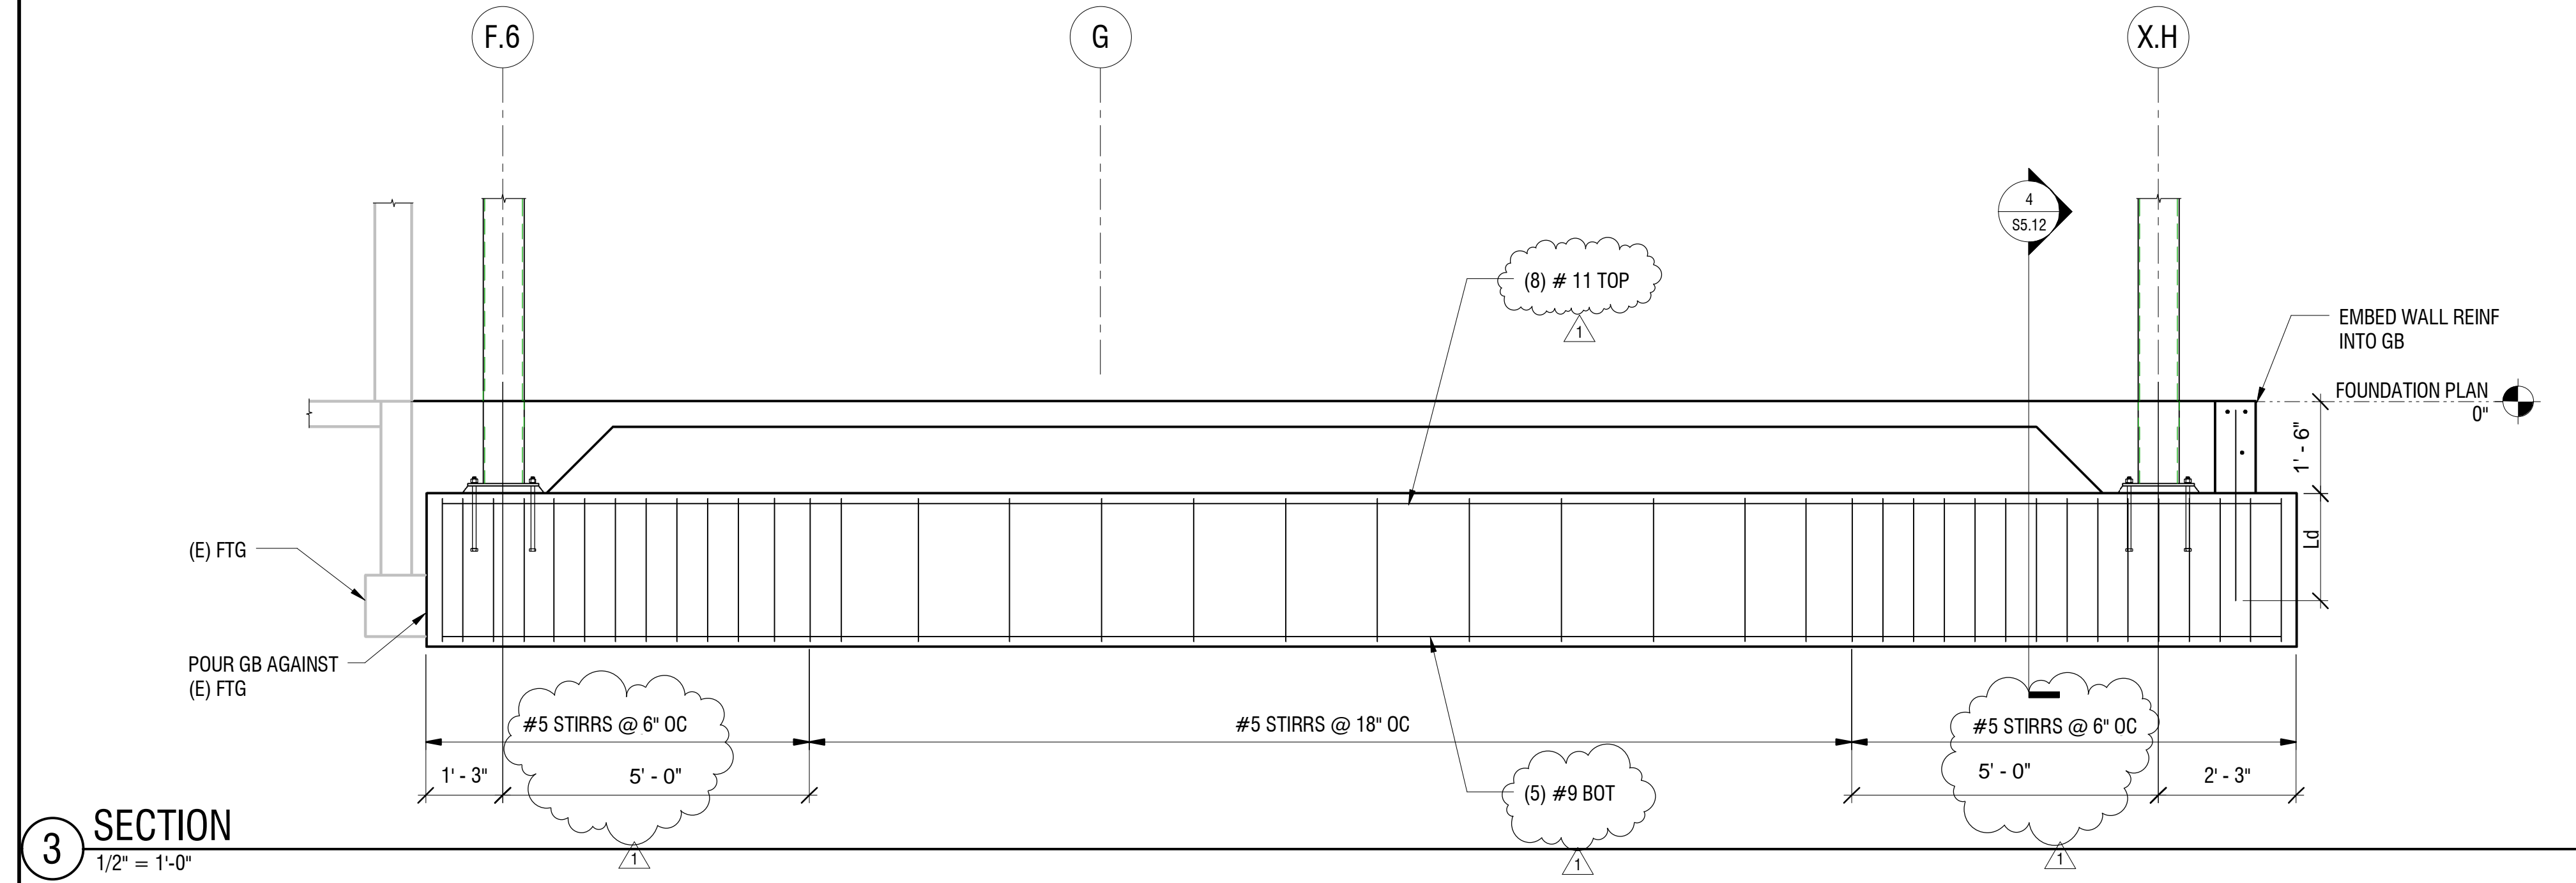 F.6
G
X.H
4
S5.12
(8) # 11 TOP
1
EMBED WALL REINF
INTO GB
FOUNDATION PLAN
0"
1' - 6"
Ld
(E) FTG
POUR GB AGAINST
(E) FTG
#5 STIRRS @ 6" OC
#5 STIRRS @ 18" OC
#5 STIRRS @ 6" OC
1' - 3"
5' - 0"
(5) #9 BOT
5' - 0"
2' - 3"
1
1
1
3
SECTION
1/2" = 1'-0"